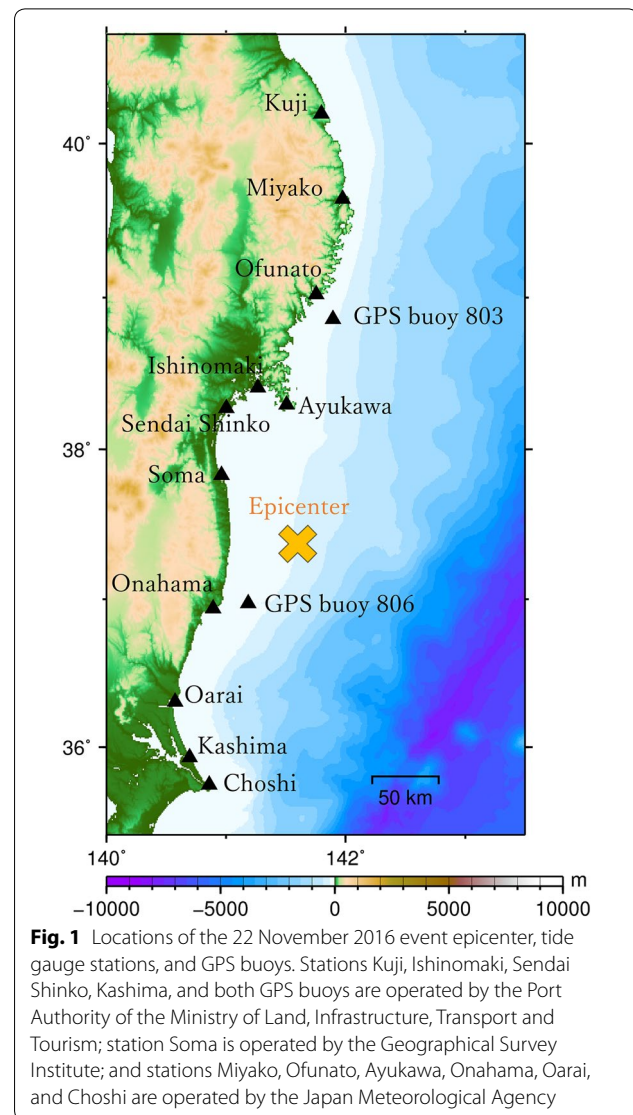 Kuji
40°
Miyako
Ofunato
GPS buoy 803
Ishinomaki
Ayukawa
Sendai Shinko
38°
Soma
Epicenter
Onahama
GPS buoy 806
Oarai
36°
Kashima
Choshi
50 km
140° 142°
m
−10000 −5000 0 5000 10000
Fig. 1 Locations of the 22 November 2016 event epicenter, tide
gauge stations, and GPS buoys. Stations Kuji, Ishinomaki, Sendai
Shinko, Kashima, and both GPS buoys are operated by the Port
Authority of the Ministry of Land, Infrastructure, Transport and
Tourism; station Soma is operated by the Geographical Survey
Institute; and stations Miyako, Ofunato, Ayukawa, Onahama, Oarai,
and Choshi are operated by the Japan Meteorological Agency